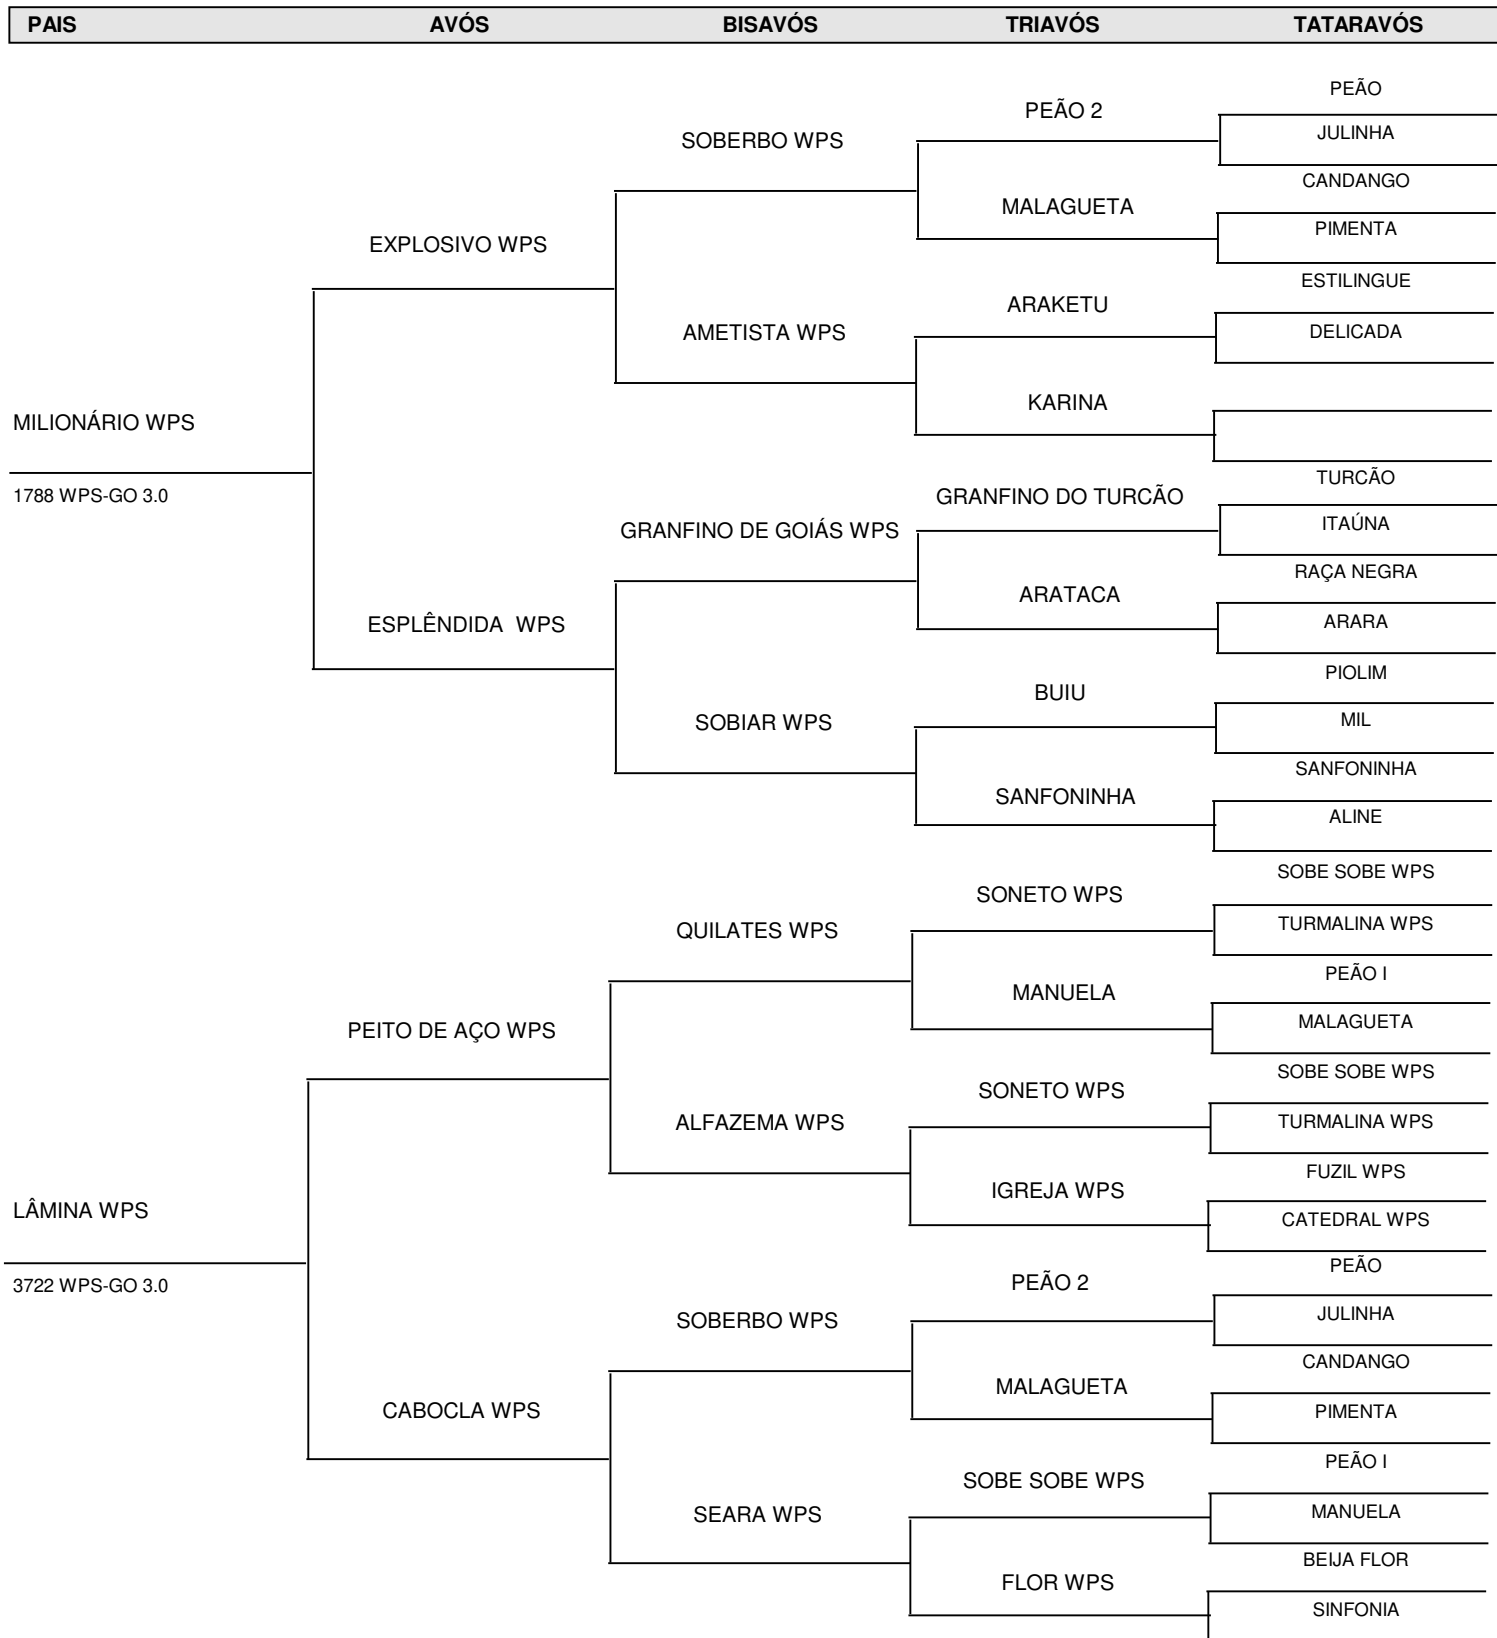 PAIS AVÓS BISAVÓS TRIAVÓS TATARAVÓS
PEÃO
PEÃO 2
JULINHA
SOBERBO WPS
CANDANGO
MALAGUETA
PIMENTA
EXPLOSIVO WPS
ESTILINGUE
ARAKETU
DELICADA
AMETISTA WPS
KARINA
MILIONÁRIO WPS
TURCÃO
1788 WPS-GO 3.0
GRANFINO DO TURCÃO
ITAÚNA
GRANFINO DE GOIÁS WPS
RAÇA NEGRA
ARATACA
ARARA
ESPLÊNDIDA WPS
PIOLIM
BUIU
MIL
SOBIAR WPS
SANFONINHA
SANFONINHA
ALINE
SOBE SOBE WPS
SONETO WPS
TURMALINA WPS
QUILATES WPS
PEÃO I
MANUELA
MALAGUETA
PEITO DE AÇO WPS
SOBE SOBE WPS
SONETO WPS
TURMALINA WPS
ALFAZEMA WPS
FUZIL WPS
IGREJA WPS
LÂMINA WPS
CATEDRAL WPS
PEÃO
3722 WPS-GO 3.0
PEÃO 2
JULINHA
SOBERBO WPS
CANDANGO
MALAGUETA
PIMENTA
CABOCLA WPS
PEÃO I
SOBE SOBE WPS
MANUELA
SEARA WPS
BEIJA FLOR
FLOR WPS
SINFONIA